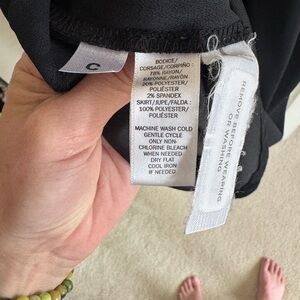 C
BODICE/
CORSAGE/CORPIÑO:
78% RAYON/
RAYONNE/RAYÓN
20% POLYESTER/
POLIÉSTER
2% SPANDEX
SKIRT/JUPE/FALDA:
100% POLYESTER/
POLIÉSTER
MACHINE WASH COLD
GENTLE CYCLE
ONLY NON-
CHLORINE BLEACH
WHEN NEEDED
DRY FLAT
COOL IRON
IF NEEDED
REMOVE BEFORE WEARING
OR WASHING